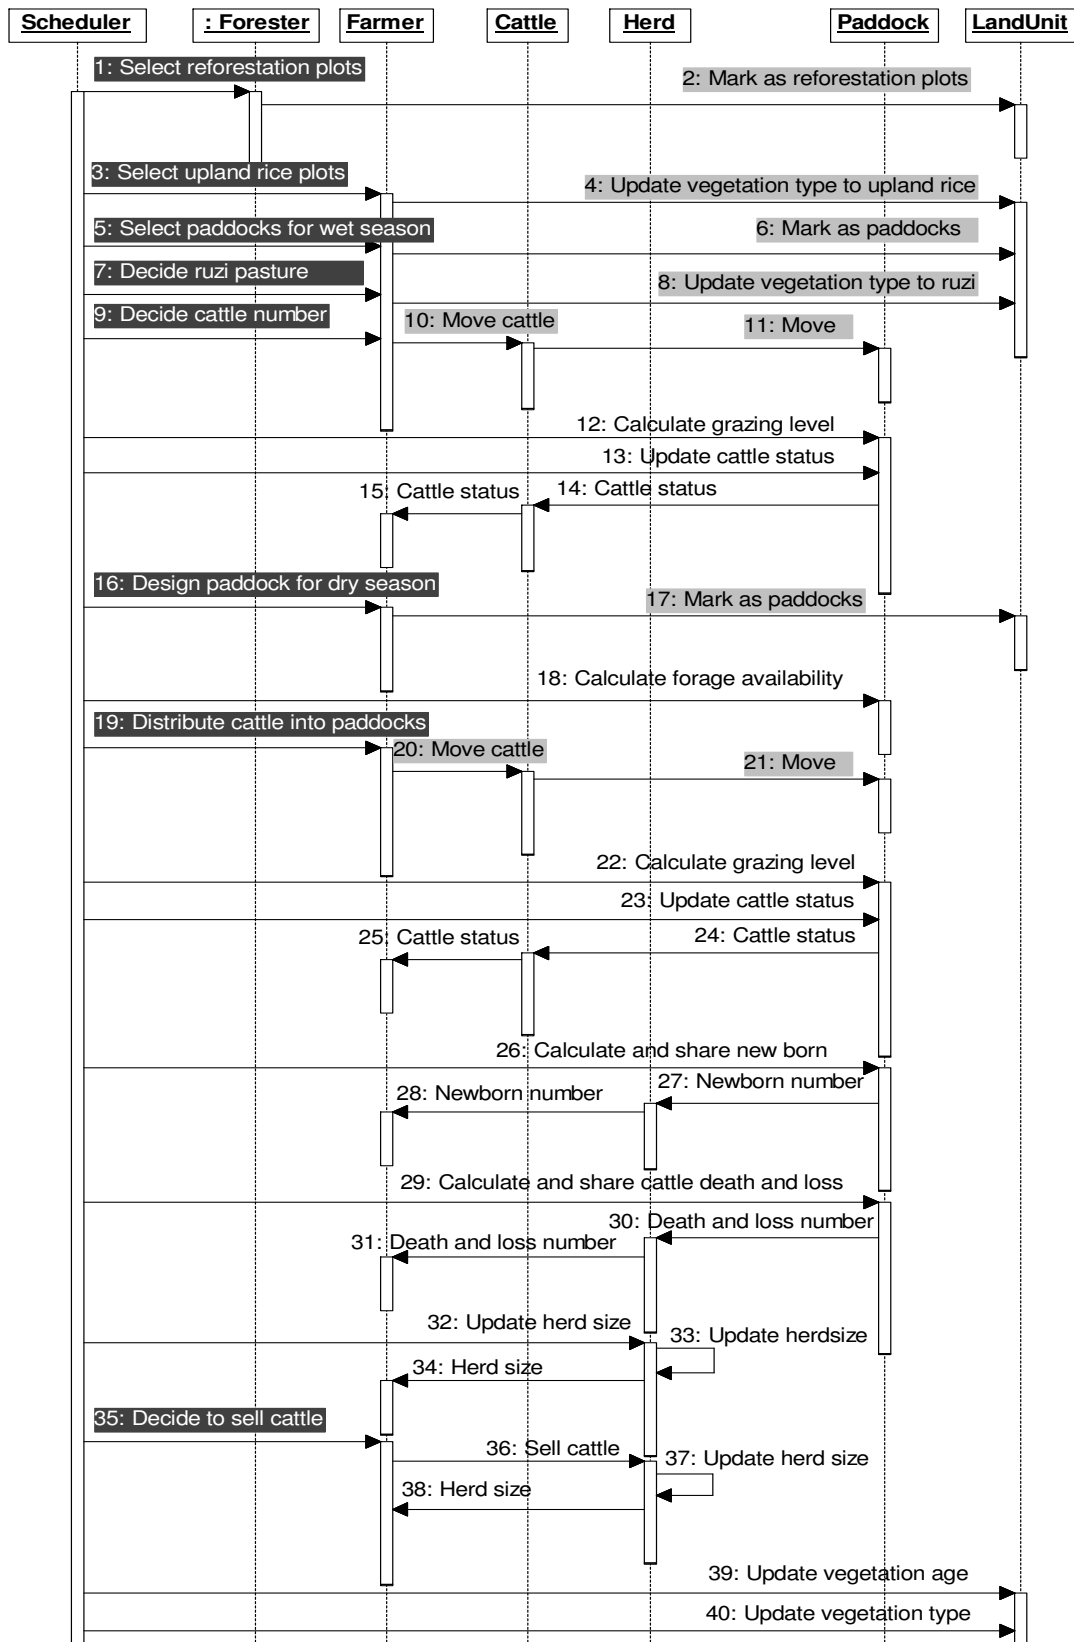 Scheduler
: Forester
Farmer
Cattle
Herd
Paddock
LandUnit
1: Select reforestation plots
2: Mark as reforestation plots
3: Select upland rice plots
4: Update vegetation type to upland rice
5: Select paddocks for wet season
6: Mark as paddocks
7: Decide ruzi pasture
8: Update vegetation type to ruzi
9: Decide cattle number
10: Move cattle
11: Move
12: Calculate grazing level
13: Update cattle status
14: Cattle status
15: Cattle status
16: Design paddock for dry season
17: Mark as paddocks
18: Calculate forage availability
19: Distribute cattle into paddocks
20: Move cattle
21: Move
22: Calculate grazing level
23: Update cattle status
24: Cattle status
25: Cattle status
26: Calculate and share new born
27: Newborn number
28: Newborn number
29: Calculate and share cattle death and loss
30: Death and loss number
31: Death and loss number
32: Update herd size
33: Update herdsize
34: Herd size
35: Decide to sell cattle
36: Sell cattle
37: Update herd size
38: Herd size
39: Update vegetation age
40: Update vegetation type